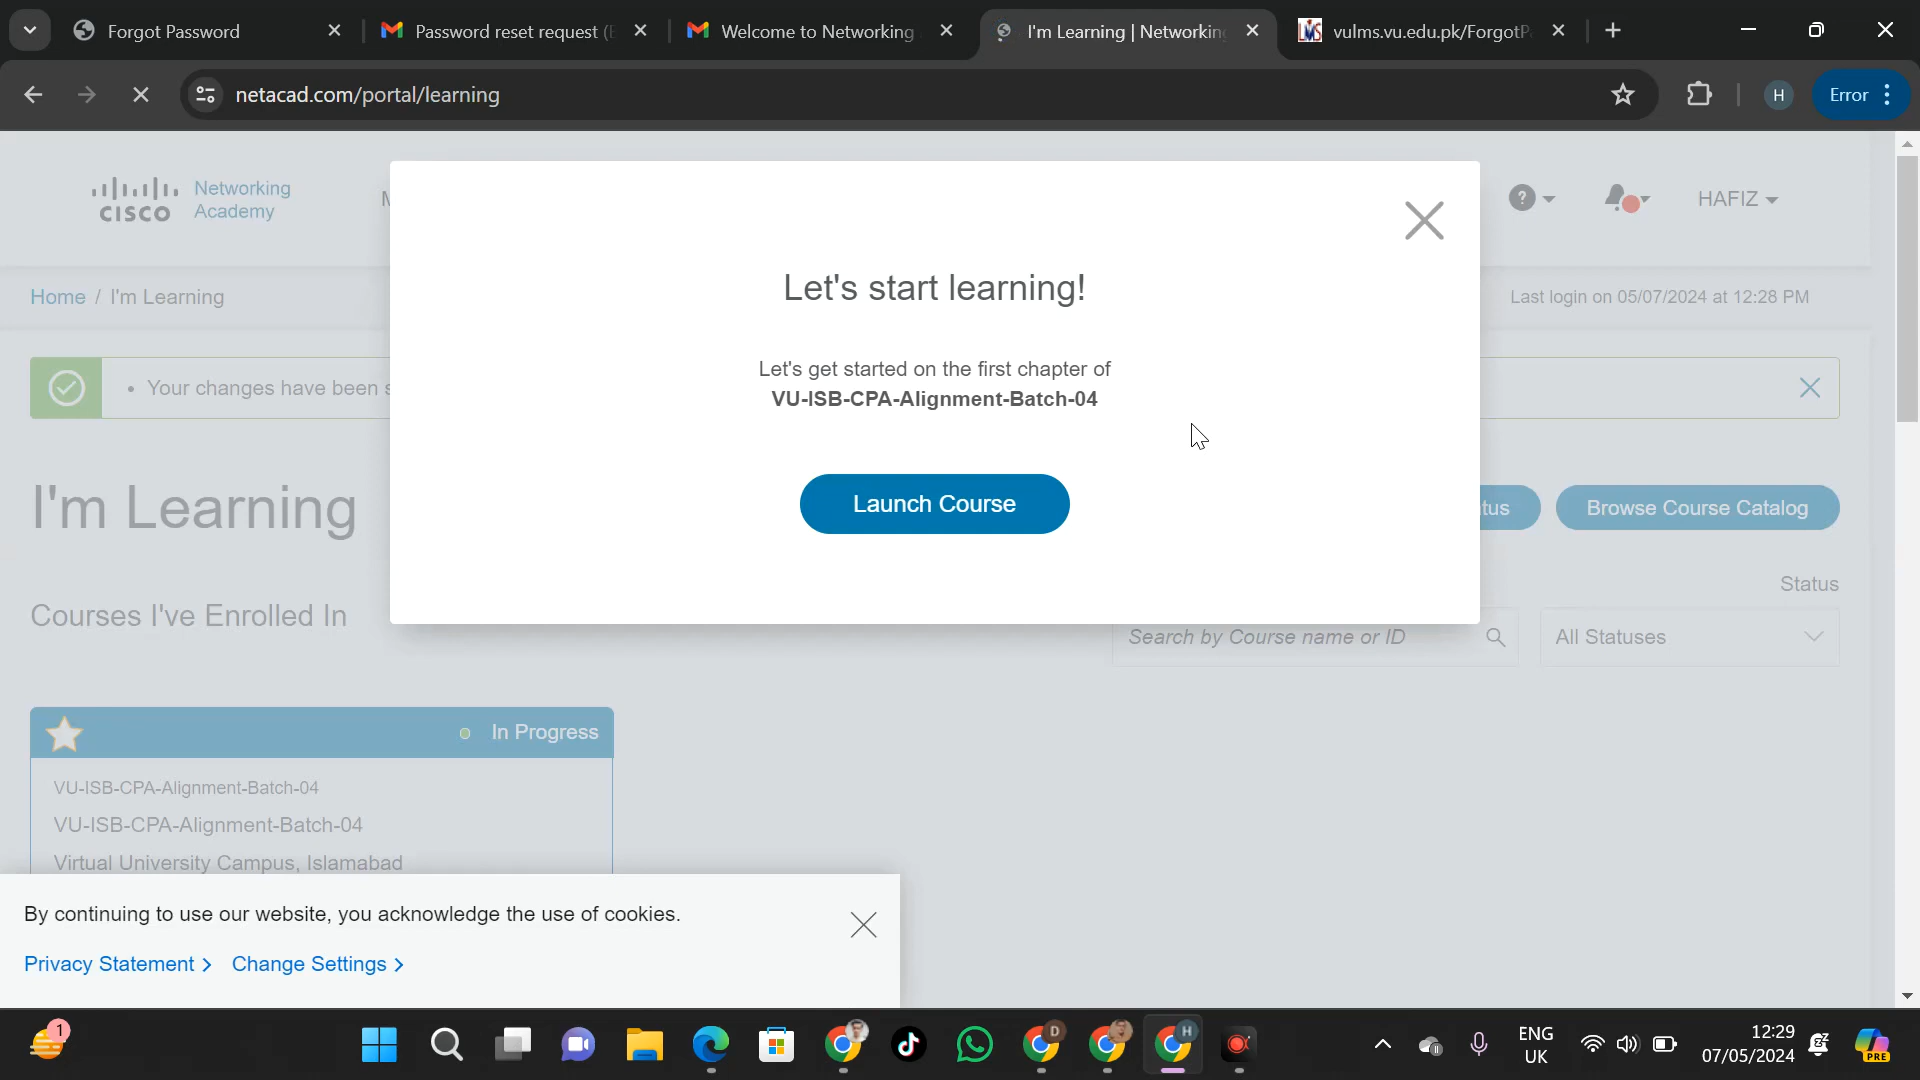 Forgot Password
Password reset request (
Welcome to Networking
I'm Learning | Networkin
vulms.vu.edu.pk/ForgotP
netacad.com/portal/learning
H
Error
CISCO
Networking
Academy
HAFIZ
Home / I'm Learning
Last login on 05/07/2024 at 12:28 PM
Let's start learning!
Let's get started on the first chapter of
VU-ISB-CPA-Alignment-Batch-04
Launch Course
• Your changes have been
I'm Learning
tus
Browse Course Catalog
Courses I've Enrolled In
Status
Search by Course name or ID
All Statuses
In Progress
VU-ISB-CPA-Alignment-Batch-04
VU-ISB-CPA-Alignment-Batch-04
Virtual University Campus, Islamabad
By continuing to use our website, you acknowledge the use of cookies.
Privacy Statement > Change Settings >
1
D
H
ENG
UK
12:29
07/05/2024
PRE